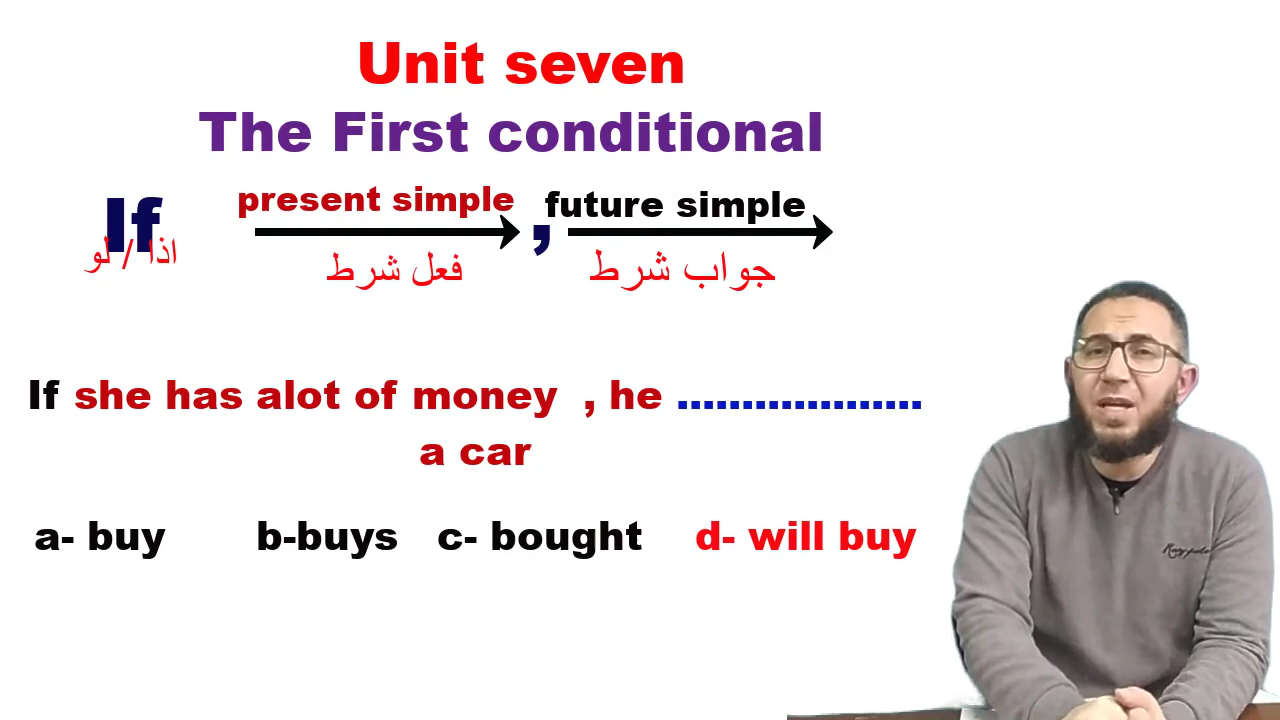 Unit seven
The First conditional
If present simple , future simple
اذا / لو فعل شرط جواب شرط
If she has alot of money , he ...................
a car
a- buy b-buys c- bought d- will buy